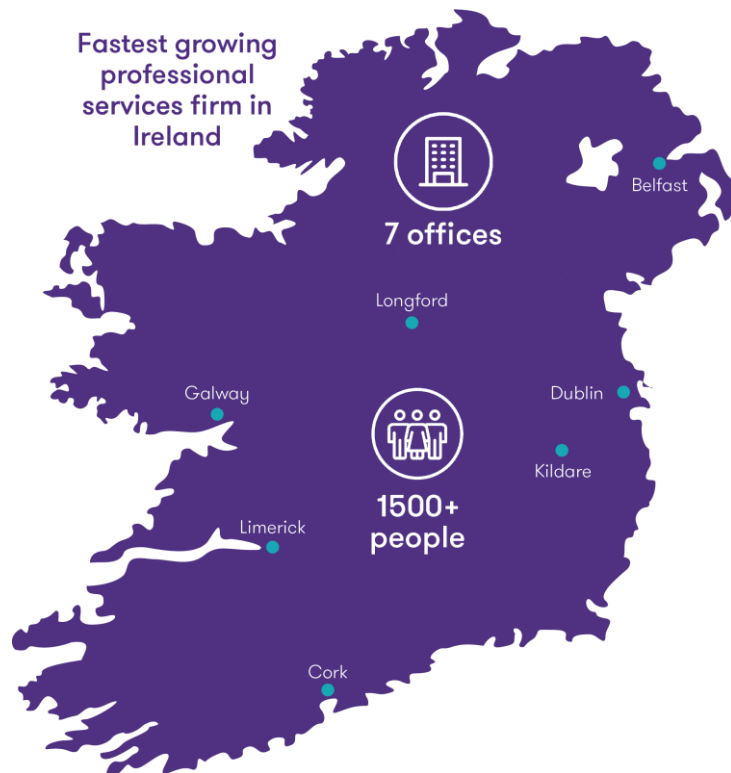 Fastest growing
professional
services firm in
Ireland
Belfast
7 offices
Longford
Galway
Dublin
Kildare
1500+
people
Limerick
Cork